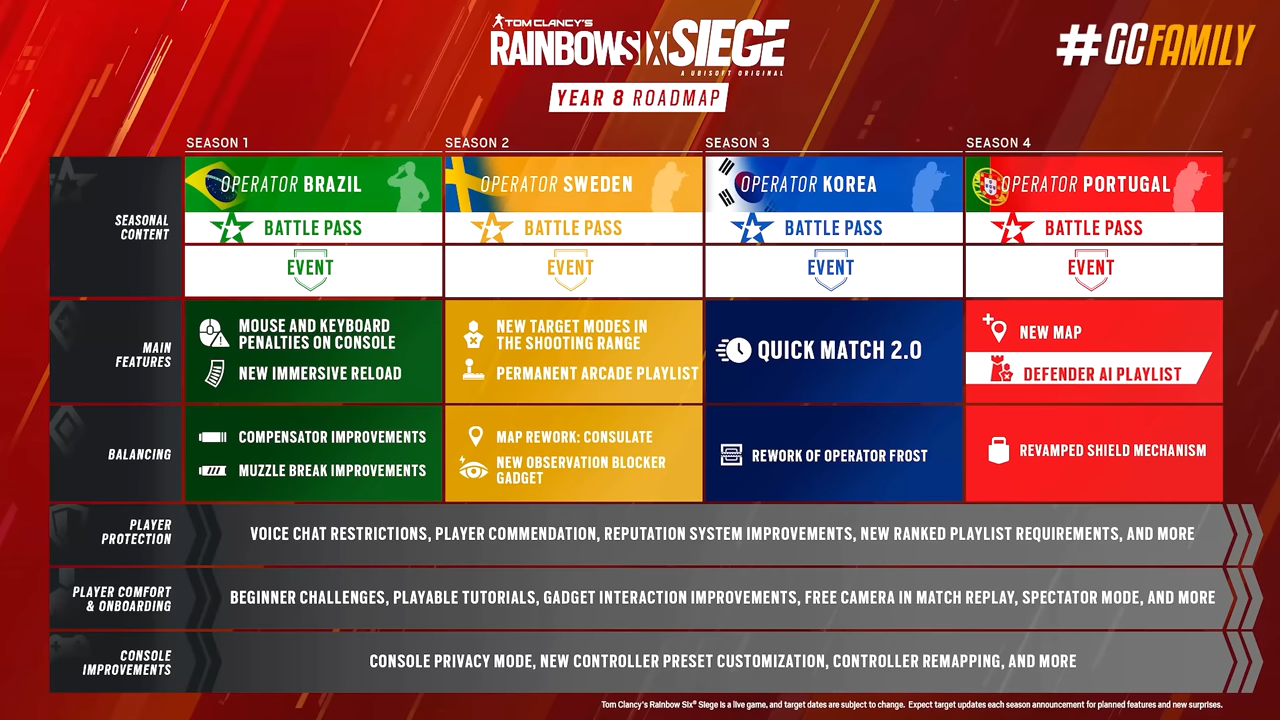 TOM CLANCY'S
RAINBOWSIX SIEGE
A UBISOFT ORIGINAL
YEAR 8 ROADMAP
#GCFAMILY
SEASON 1
SEASON 2
SEASON 3
SEASON 4
SEASONAL
CONTENT
OPERATOR BRAZIL
OPERATOR SWEDEN
OPERATOR KOREA
OPERATOR PORTUGAL
BATTLE PASS
BATTLE PASS
BATTLE PASS
BATTLE PASS
EVENT
EVENT
EVENT
EVENT
MAIN
FEATURES
MOUSE AND KEYBOARD
PENALTIES ON CONSOLE
NEW IMMERSIVE RELOAD
NEW TARGET MODES IN
THE SHOOTING RANGE
PERMANENT ARCADE PLAYLIST
QUICK MATCH 2.0
NEW MAP
DEFENDER AI PLAYLIST
BALANCING
COMPENSATOR IMPROVEMENTS
MUZZLE BREAK IMPROVEMENTS
MAP REWORK: CONSULATE
NEW OBSERVATION BLOCKER
GADGET
REWORK OF OPERATOR FROST
REVAMPED SHIELD MECHANISM
PLAYER
PROTECTION
VOICE CHAT RESTRICTIONS, PLAYER COMMENDATION, REPUTATION SYSTEM IMPROVEMENTS, NEW RANKED PLAYLIST REQUIREMENTS, AND MORE
PLAYER COMFORT
& ONBOARDING
BEGINNER CHALLENGES, PLAYABLE TUTORIALS, GADGET INTERACTION IMPROVEMENTS, FREE CAMERA IN MATCH REPLAY, SPECTATOR MODE, AND MORE
CONSOLE
IMPROVEMENTS
CONSOLE PRIVACY MODE, NEW CONTROLLER PRESET CUSTOMIZATION, CONTROLLER REMAPPING, AND MORE
Tom Clancy's Rainbow Six® Siege is a live game, and target dates are subject to change. Expect target updates each season announcement for planned features and new surprises.